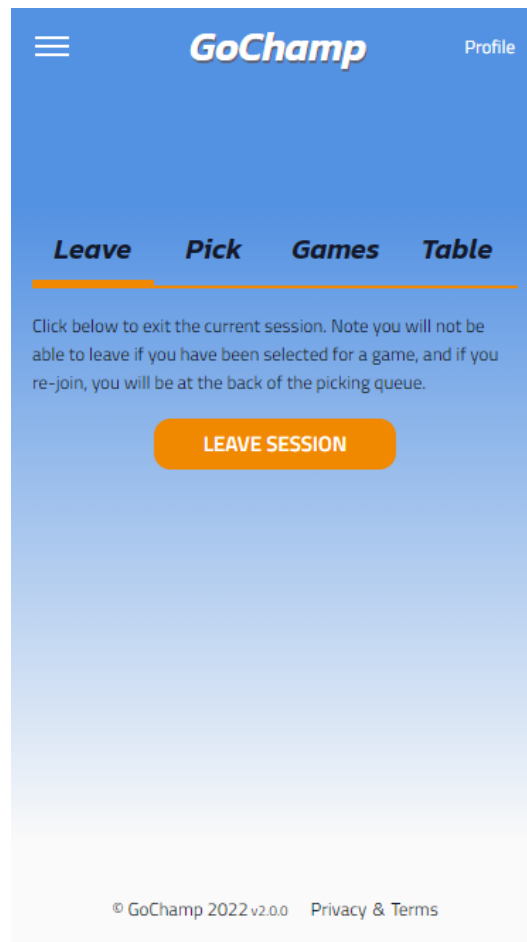 GoChamp Profile
Leave Pick Games Table
Click below to exit the current session. Note you will not be
able to leave if you have been selected for a game, and if you
re-join, you will be at the back of the picking queue.
LEAVE SESSION
© GoChamp 2022 v2.0.0 Privacy & Terms